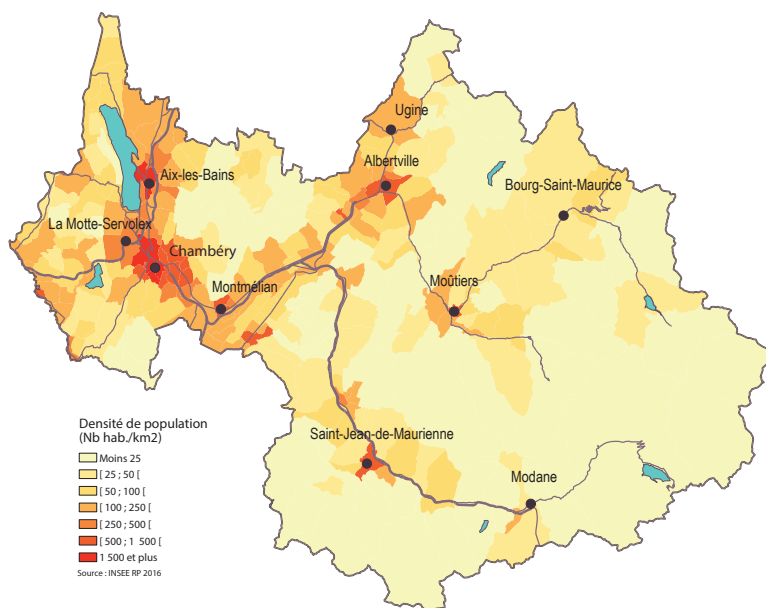 Ugine
Albertville
Aix-les-Bains
Bourg-Saint-Maurice
La Motte-Servolex
Chambéry
Moûtiers
Montmélian
Densité de population
(Nb hab./km2)
Saint-Jean-de-Maurienne
Moins 25
[ 25 ; 50 [
[ 50 ; 100 [
[ 100 ; 250 [
[ 250 ; 500 [
[ 500 ; 1 500 [
1 500 et plus
Source : INSEE RP 2016
Modane